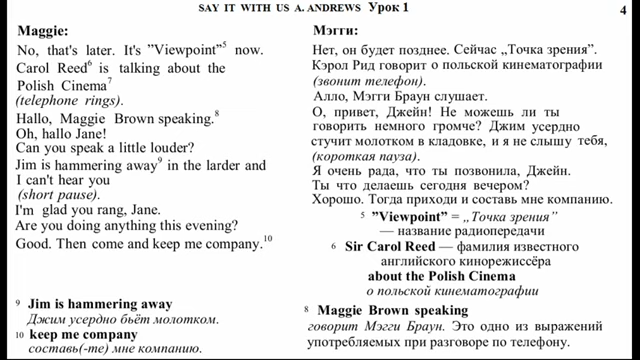 SAY IT WITH US A. ANDREWS Урок 1
4
Maggie:
No, that's later. It's ”Viewpoint”⁵ now.
Carol Reed⁶ is talking about the
Polish Cinema⁷
(telephone rings).
Hallo, Maggie Brown speaking.⁸
Oh, hallo Jane!
Can you speak a little louder?
Jim is hammering away⁹ in the larder and
I can't hear you
(short pause).
I'm glad you rang, Jane.
Are you doing anything this evening?
Good. Then come and keep me company.¹⁰
⁹ Jim is hammering away
Джим усердно бьёт молотком.
¹⁰ keep me company
составь(-те) мне компанию.
Мэгги:
Нет, он будет позднее. Сейчас „Точка зрения”.
Кэрол Рид говорит о польской кинематографии
(звонит телефон).
Алло, Мэгги Браун слушает.
О, привет, Джейн! Не можешь ли ты
говорить немного громче? Джим усердно
стучит молотком в кладовке, и я не слышу тебя,
(короткая пауза).
Я очень рада, что ты позвонила, Джейн.
Ты что делаешь сегодня вечером?
Хорошо. Тогда приходи и составь мне компанию.
⁵ ”Viewpoint” = „Точка зрения”
— название радиопередачи
⁶ Sir Carol Reed — фамилия известного
английского кинорежиссёра
about the Polish Cinema
о польской кинематографии
⁸ Maggie Brown speaking
говорит Мэгги Браун. Это одно из выражений
употребляемых при разговоре по телефону.